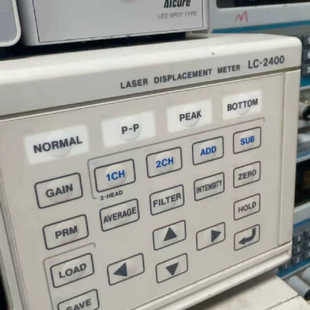 Aicure
LED SPOT TYPE
M
LASER DISPLACEMENT METER LC-2400
NORMAL P-P PEAK BOTTOM
GAIN 1CH 2CH ADD SUB
2-HEAD
PRM AVERAGE FILTER INTENSITY ZERO
HOLD
LOAD
SAVE